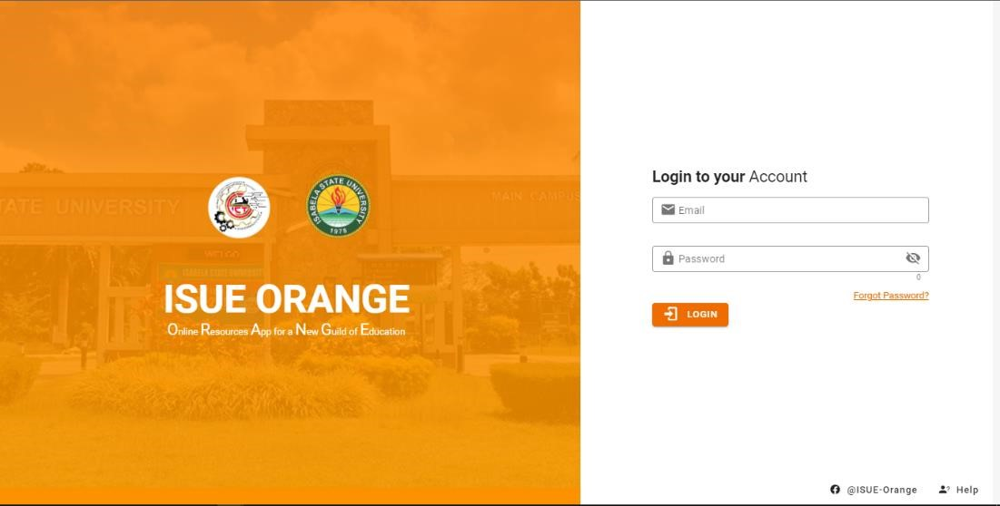 TATE UNIVERSITY
MAIN CAMPUS
ICT
ISABELA STATE UNIVERSITY
1978
ISABELA STATE UNIVERSITY
ISUE ORANGE
Online Resources App for a New Guild of Education
Login to your Account
Email
Password
0
Forgot Password?
LOGIN
@ISUE-Orange
Help